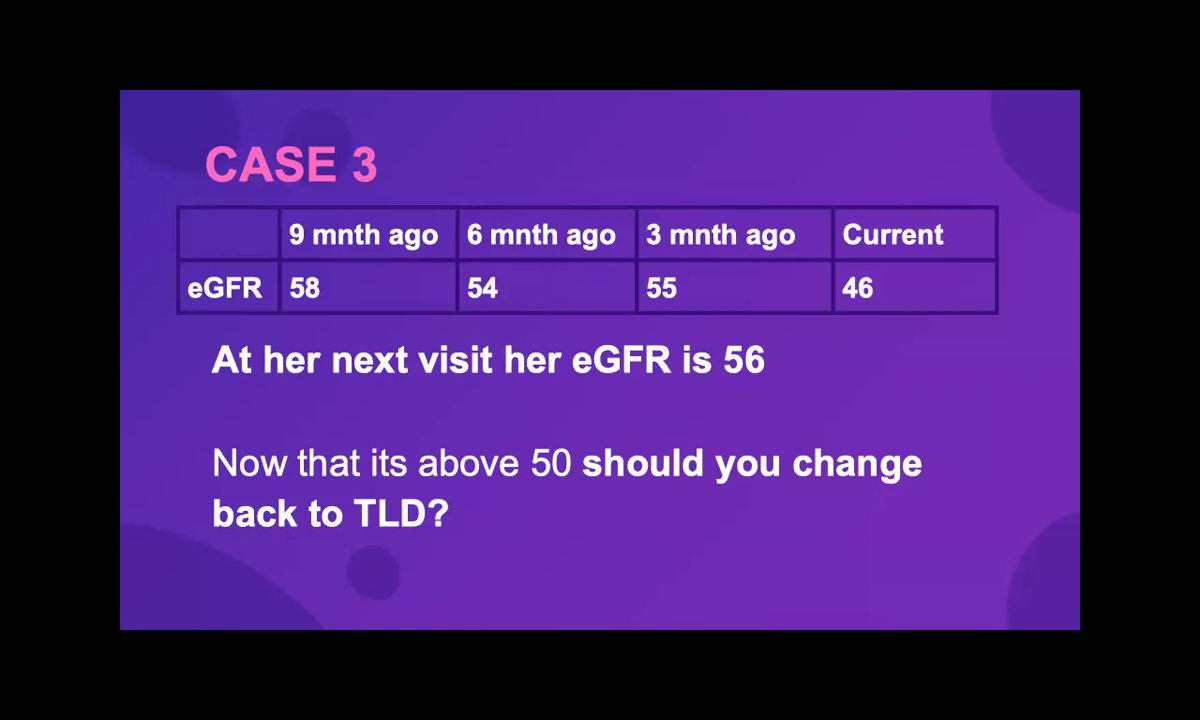 CASE 3
9 mnth ago 6 mnth ago 3 mnth ago Current
eGFR 58 54 55 46
At her next visit her eGFR is 56
Now that its above 50 should you change
back to TLD?